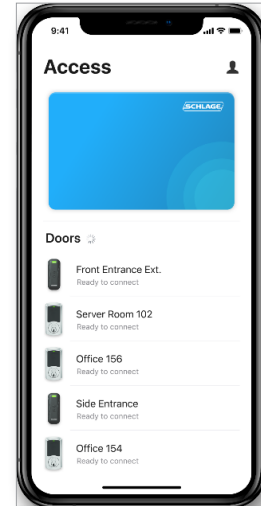 9:41
Access
SCHLAGE
Doors
Front Entrance Ext.
Ready to connect
Server Room 102
Ready to connect
Office 156
Ready to connect
Side Entrance
Ready to connect
Office 154
Ready to connect